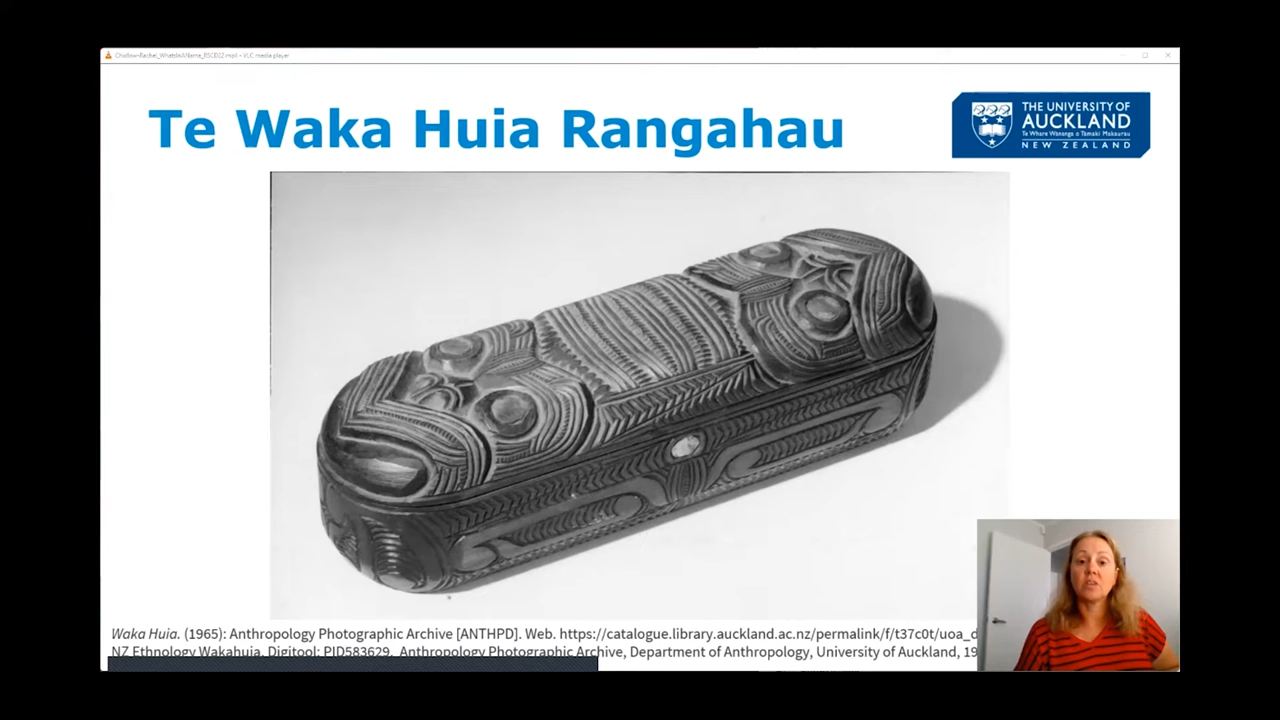 Te Waka Huia Rangahau
THE UNIVERSITY OF
AUCKLAND
Te Whare Wānanga o Tāmaki Makaurau
NEW ZEALAND
Waka Huia. (1965): Anthropology Photographic Archive [ANTHPD]. Web. https://catalogue.library.auckland.ac.nz/permalink/f/t37c0t/uoa_d
NZ Ethnology Wakahuia. Digitool: PID583629. Anthropology Photographic Archive, Department of Anthropology, University of Auckland, 19